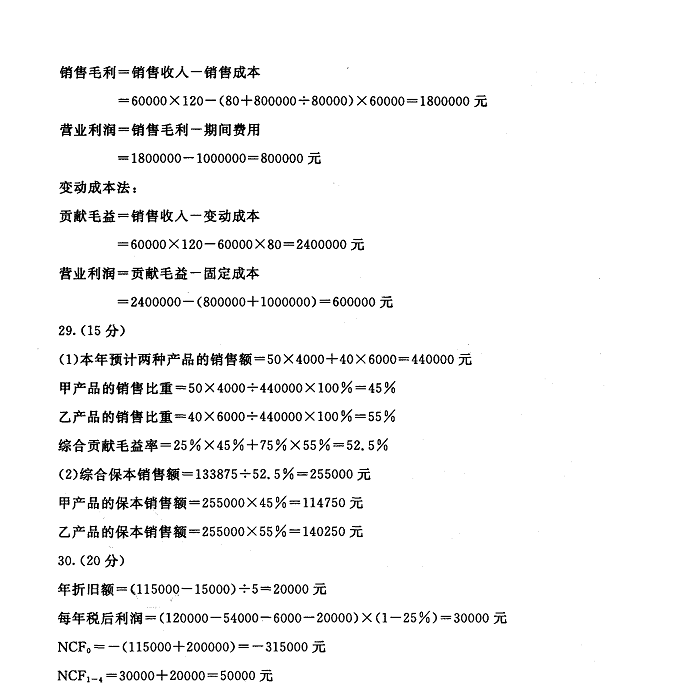 销售毛利=销售收入-销售成本
=60000×120-(80+800000÷80000)×60000=1800000 元
营业利润=销售毛利-期间费用
=1800000-1000000=800000 元
变动成本法:
贡献毛益=销售收入-变动成本
=60000×120-60000×80=2400000 元
营业利润=贡献毛益-固定成本
=2400000-(800000+1000000)=600000 元
29.(15 分)
(1)本年预计两种产品的销售额=50×4000+40×6000=440000 元
甲产品的销售比重=50×4000÷440000×100%=45%
乙产品的销售比重=40×6000÷440000×100%=55%
综合贡献毛益率=25%×45%+75%×55%=52.5%
(2)综合保本销售额=133875÷52.5%=255000 元
甲产品的保本销售额=255000×45%=114750 元
乙产品的保本销售额=255000×55%=140250 元
30.(20 分)
年折旧额=(115000-15000)÷5=20000 元
每年税后利润=(120000-54000-6000-20000)×(1-25%)=30000 元
NCF₀=-(115000+200000)=-315000 元
NCF₁₋₄=30000+20000=50000 元